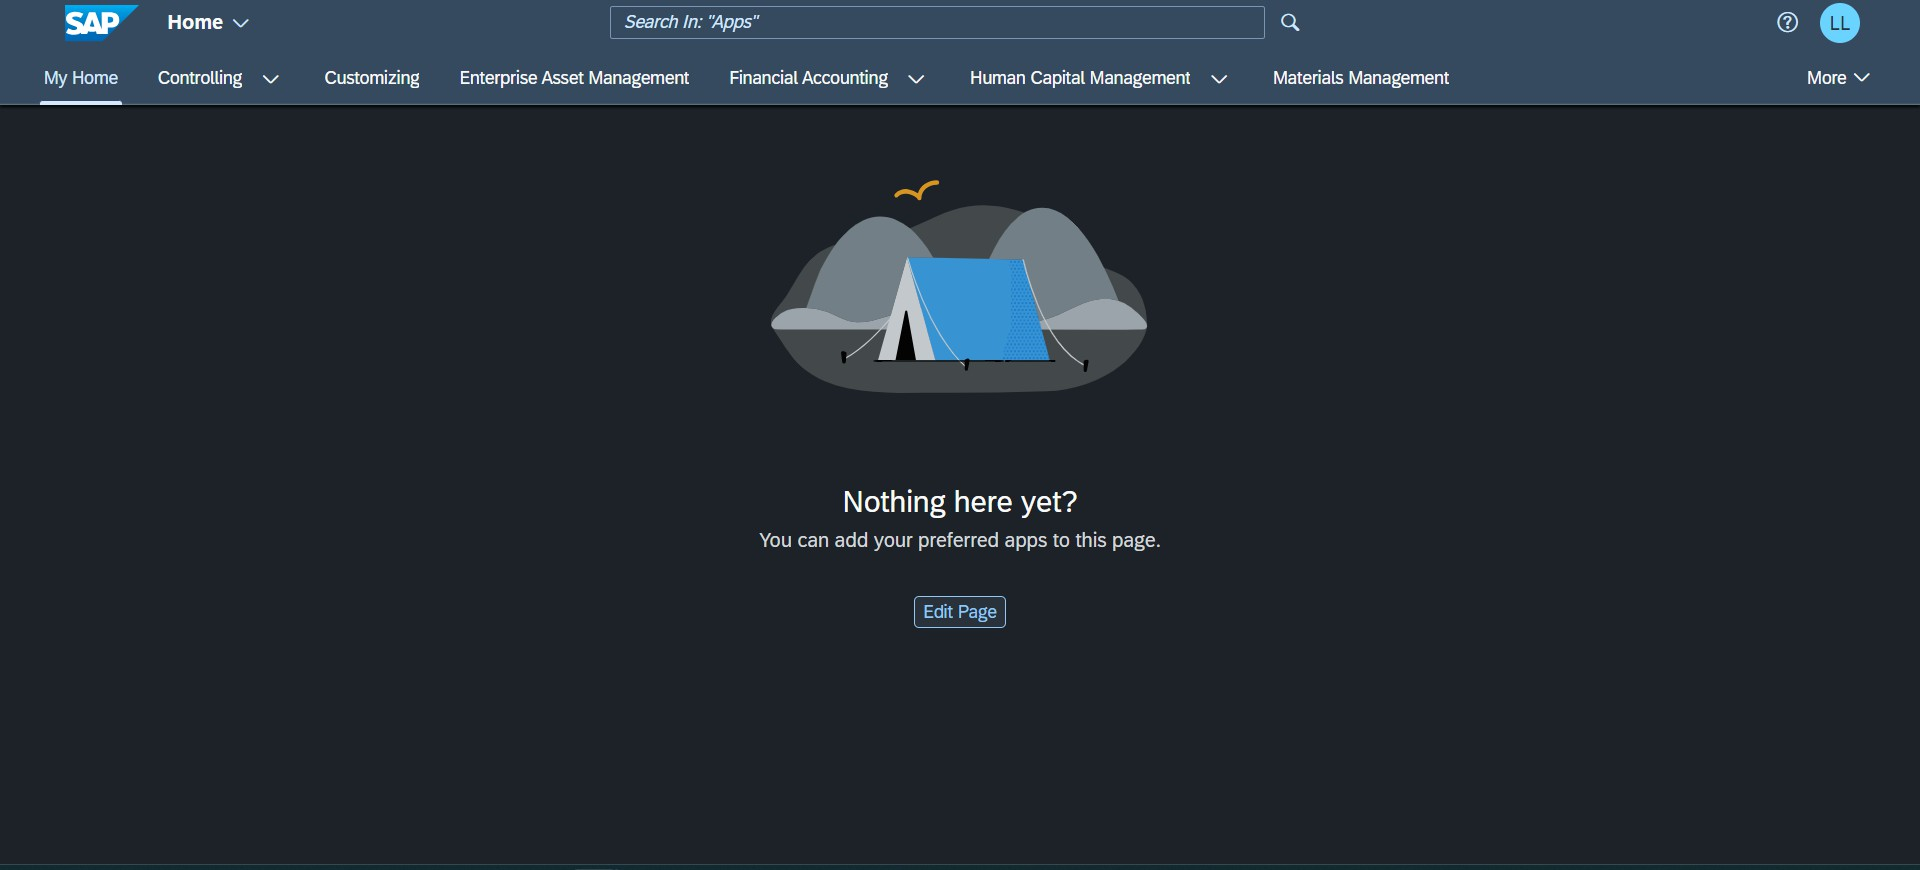 SAP Home Search In: "Apps" LL
My Home Controlling Customizing Enterprise Asset Management Financial Accounting Human Capital Management Materials Management More
Nothing here yet?
You can add your preferred apps to this page.
Edit Page